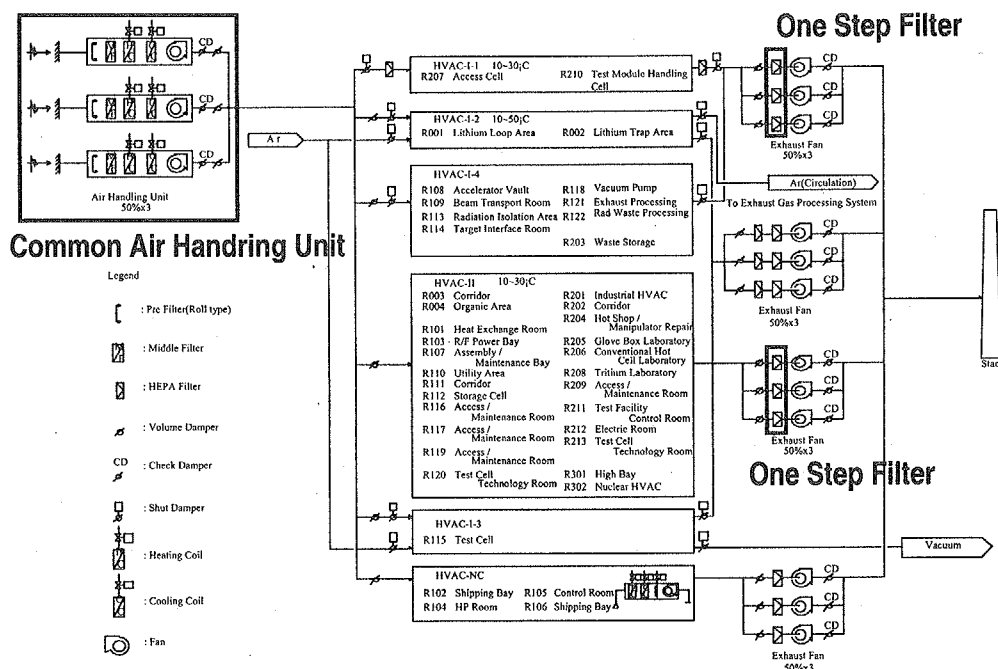 One Step Filter
CD
CD
CD
Air Handling Unit
50%x3
Common Air Handring Unit
Ar
HVAC-I-1 10~30¡C
R207 Access Cell
R210 Test Module Handling
Cell
HVAC-I-2 10~50¡C
R001 Lithium Loop Area
R002 Lithium Trap Area
HVAC-I-4
R108 Accelerator Vault
R109 Beam Transport Room
R113 Radiation Isolation Area
R114 Target Interface Room
R118 Vacuum Pump
R121 Exhaust Processing
R122 Rad Waste Processing
R203 Waste Storage
HVAC-II 10~30¡C
R003 Corridor
R004 Organic Area
R101 Heat Exchange Room
R103 R/F Power Bay
R107 Assembly /
Maintenance Bay
R110 Utility Area
R111 Corridor
R112 Storage Cell
R116 Access /
Maintenance Room
R117 Access /
Maintenance Room
R119 Access /
Maintenance Room
R120 Test Cell
Technology Room
R201 Industrial HVAC
R202 Corridor
R204 Hot Shop /
Manipulator Repair
R205 Glove Box Laboratory
R206 Conventional Hot
Cell Laboratory
R208 Tritium Laboratory
R209 Access /
Maintenance Room
R211 Test Facility
Control Room
R212 Electric Room
R213 Test Cell
Technology Room
R301 High Bay
R302 Nuclear HVAC
HVAC-I-3
R115 Test Cell
HVAC-NC
R102 Shipping Bay
R104 HP Room
R105 Control Room
R106 Shipping Bay
CD
CD
CD
Exhaust Fan
50%x3
Ar(Circulation)
To Exhaust Gas Processing System
CD
CD
CD
Exhaust Fan
50%x3
CD
CD
CD
Exhaust Fan
50%x3
One Step Filter
Vacuum
CD
CD
CD
Exhaust Fan
50%x3
Stac
Legend
: Pre Filter(Roll type)
: Middle Filter
: HEPA Filter
: Volume Damper
CD
: Check Damper
: Shut Damper
: Heating Coil
: Cooling Coil
: Fan